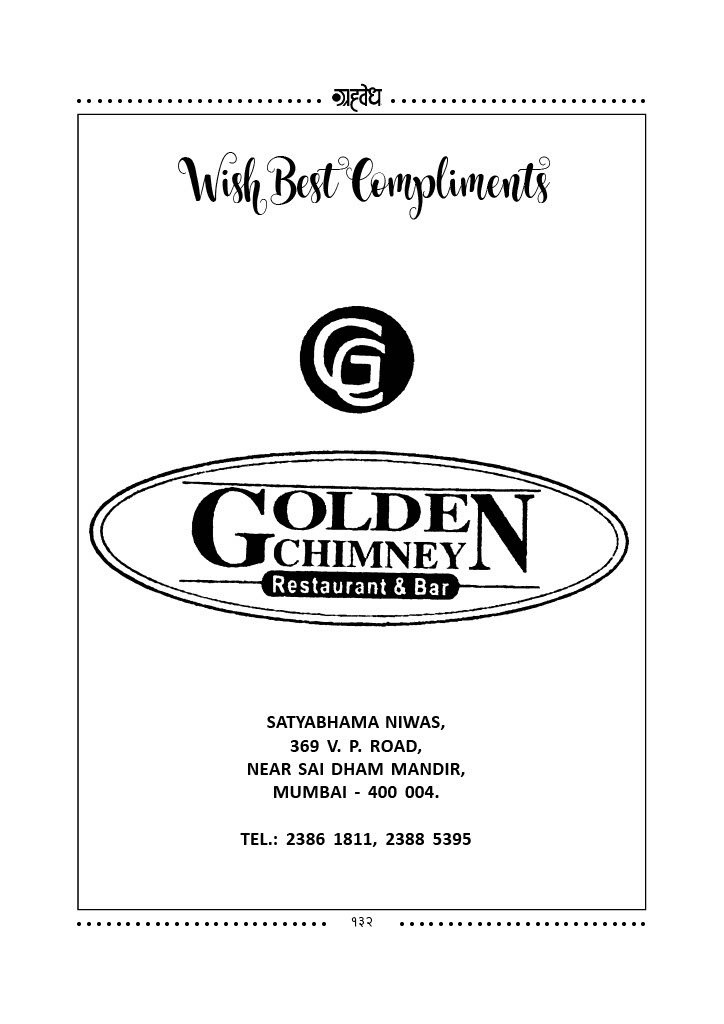 ग्रहवेध
Wish Best Compliments
GC
GOLDEN
CHIMNEY
Restaurant & Bar
SATYABHAMA NIWAS,
369 V. P. ROAD,
NEAR SAI DHAM MANDIR,
MUMBAI - 400 004.
TEL.: 2386 1811, 2388 5395
१३२